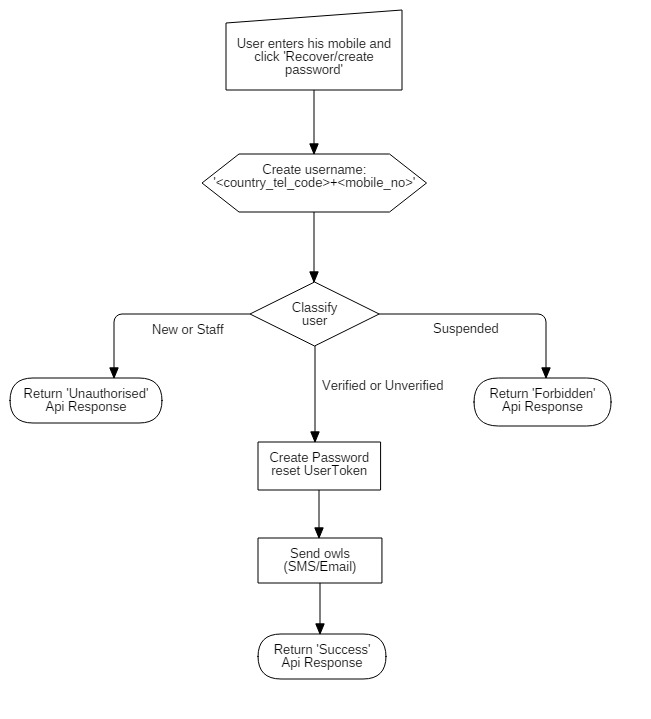 User enters his mobile and
click 'Recover/create
password'
Create username:
'<country_tel_code>+<mobile_no>'
Classify
user
New or Staff
Suspended
Verified or Unverified
Return 'Unauthorised'
Api Response
Return 'Forbidden'
Api Response
Create Password
reset UserToken
Send owls
(SMS/Email)
Return 'Success'
Api Response